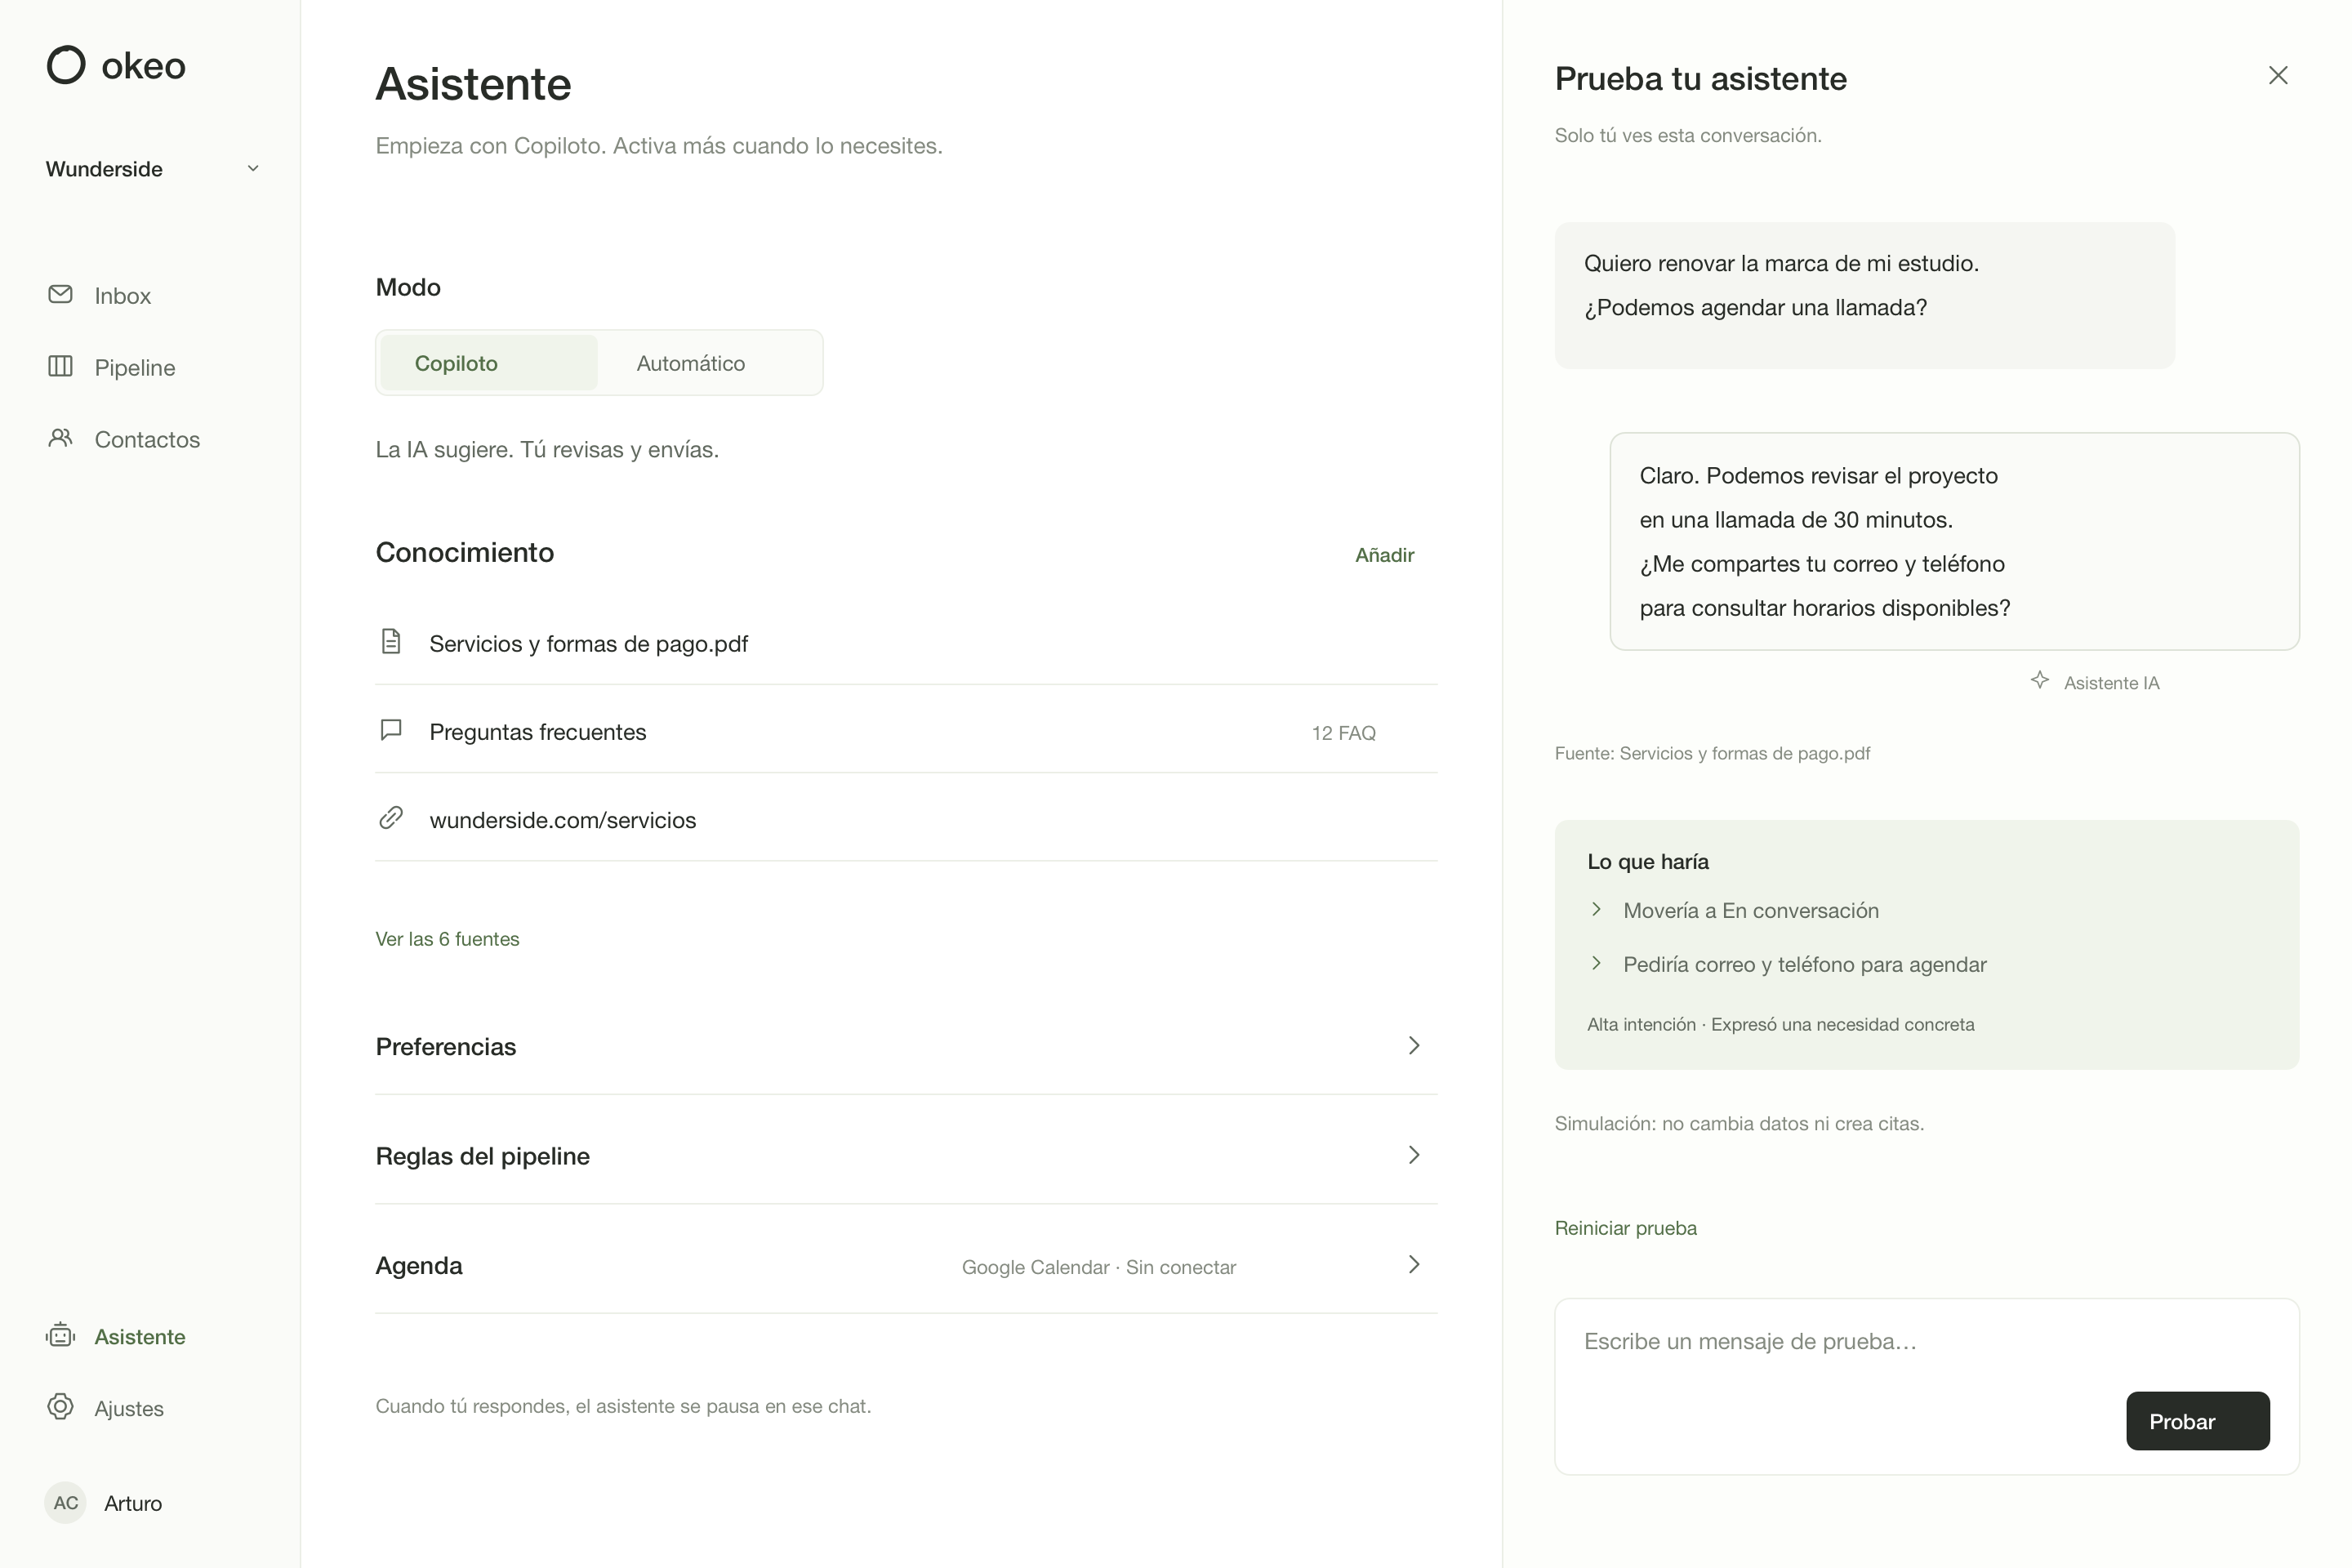 okeo
Wunderside
Inbox
Pipeline
Contactos
Asistente
Ajustes
AC Arturo
Asistente
Empieza con Copiloto. Activa más cuando lo necesites.
Modo
Copiloto Automático
La IA sugiere. Tú revisas y envías.
Conocimiento Añadir
Servicios y formas de pago.pdf
Preguntas frecuentes 12 FAQ
wunderside.com/servicios
Ver las 6 fuentes
Preferencias
Reglas del pipeline
Agenda Google Calendar · Sin conectar
Cuando tú respondes, el asistente se pausa en ese chat.
Prueba tu asistente
Solo tú ves esta conversación.
Quiero renovar la marca de mi estudio.
¿Podemos agendar una llamada?
Claro. Podemos revisar el proyecto
en una llamada de 30 minutos.
¿Me compartes tu correo y teléfono
para consultar horarios disponibles?
Asistente IA
Fuente: Servicios y formas de pago.pdf
Lo que haría
Movería a En conversación
Pediría correo y teléfono para agendar
Alta intención · Expresó una necesidad concreta
Simulación: no cambia datos ni crea citas.
Reiniciar prueba
Escribe un mensaje de prueba…
Probar